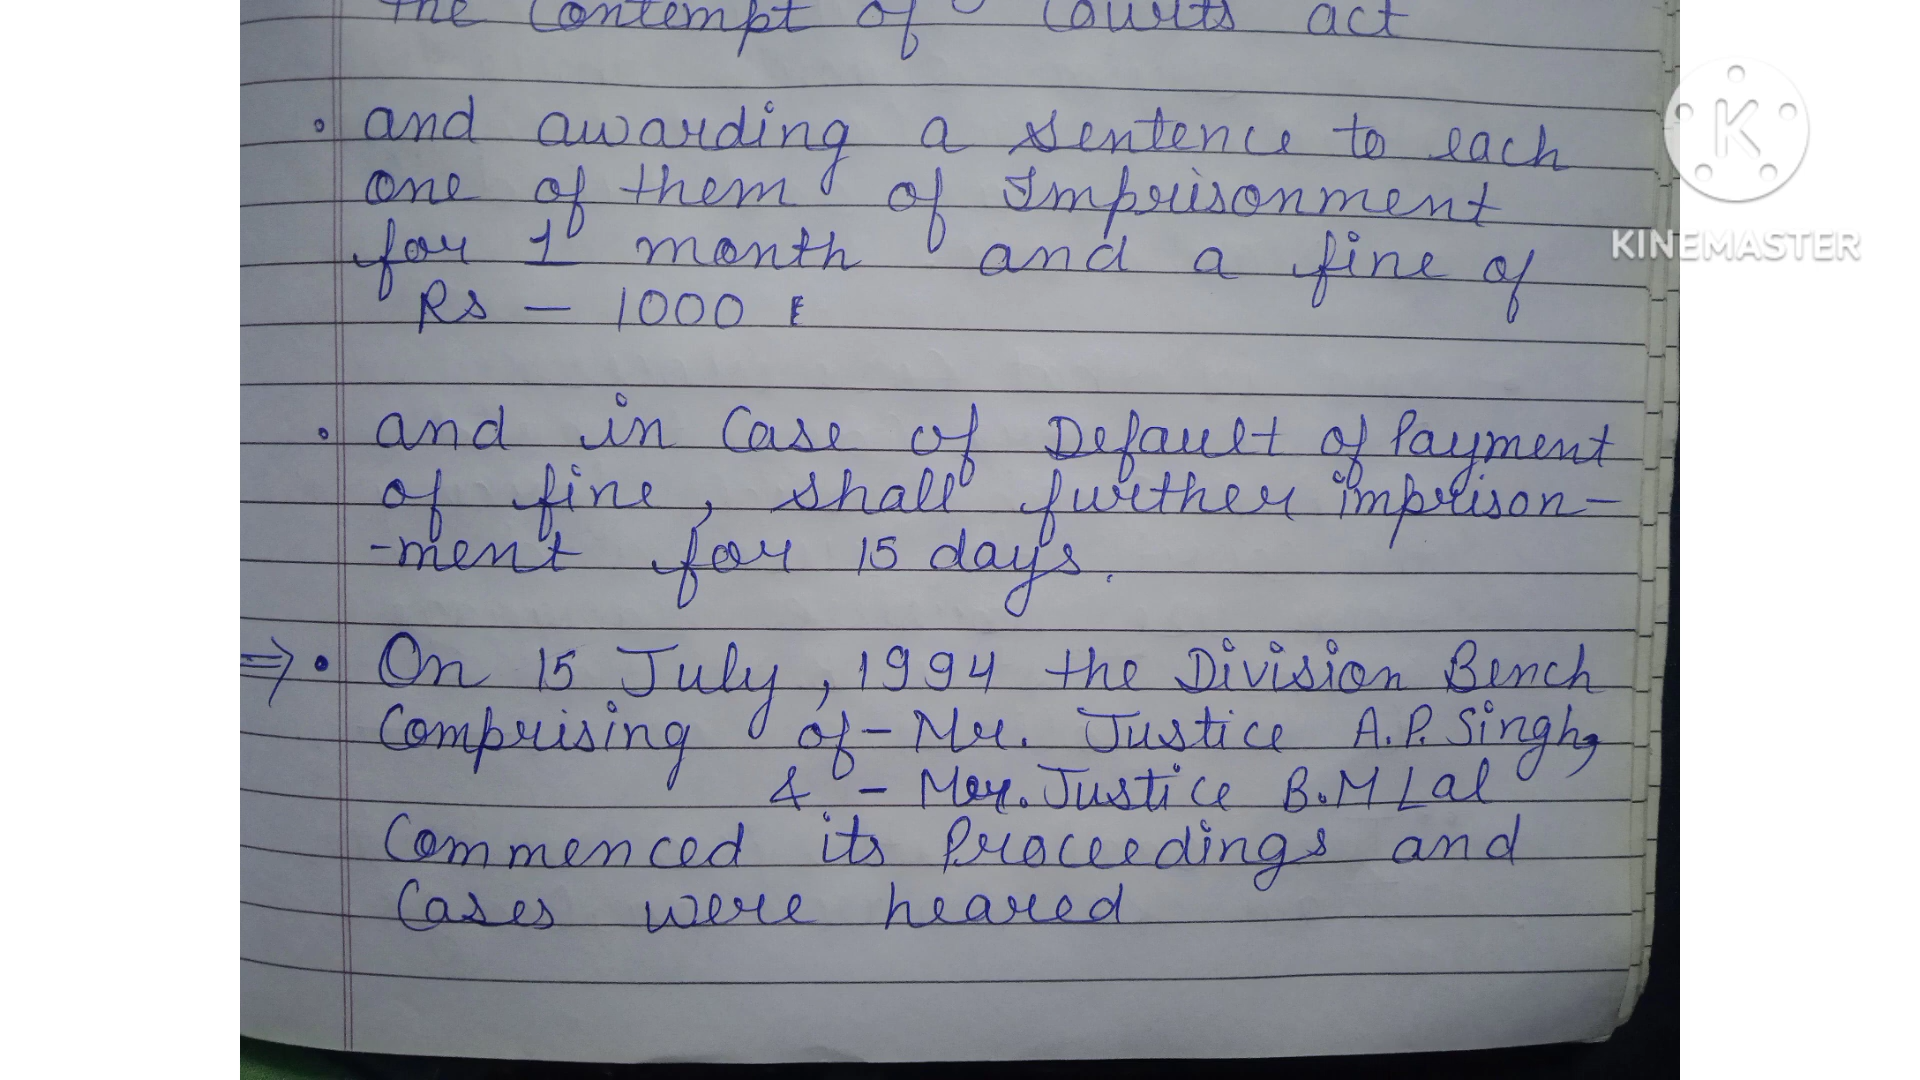 the Contempt of Courts act
• and awarding a sentence to each
one of them of Imprisonment
for 1 month and a fine of
Rs – 1000
• and in Case of Default of Payment
of fine, shall further imprison-
-ment for 15 days.
⇒ • On 15 July, 1994 the Division Bench
Comprising of – Mr. Justice A.P. Singh,
& – Mr. Justice B.M Lal
Commenced its Proceedings and
Cases were heared
K
KINEMASTER